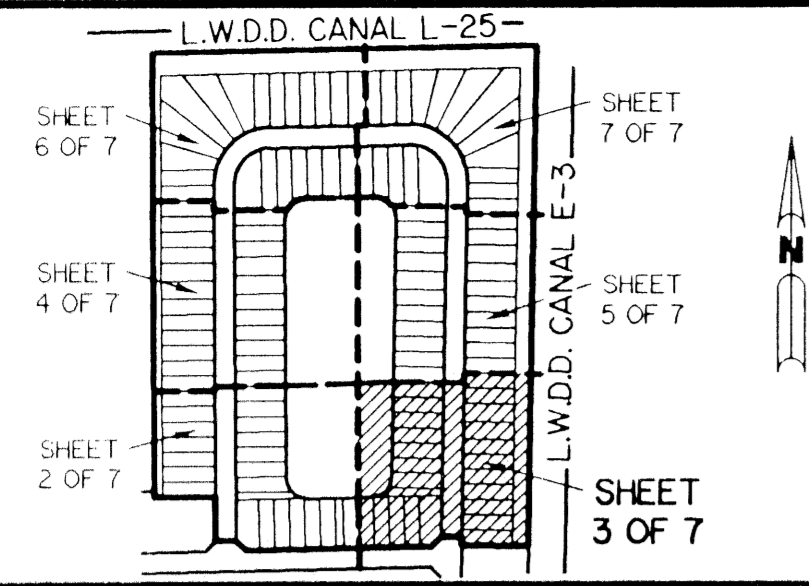 L.W.D.D. CANAL L-25
SHEET
6 OF 7
SHEET
7 OF 7
L.W.D.D. CANAL E-3
N
SHEET
4 OF 7
SHEET
5 OF 7
SHEET
2 OF 7
SHEET
3 OF 7